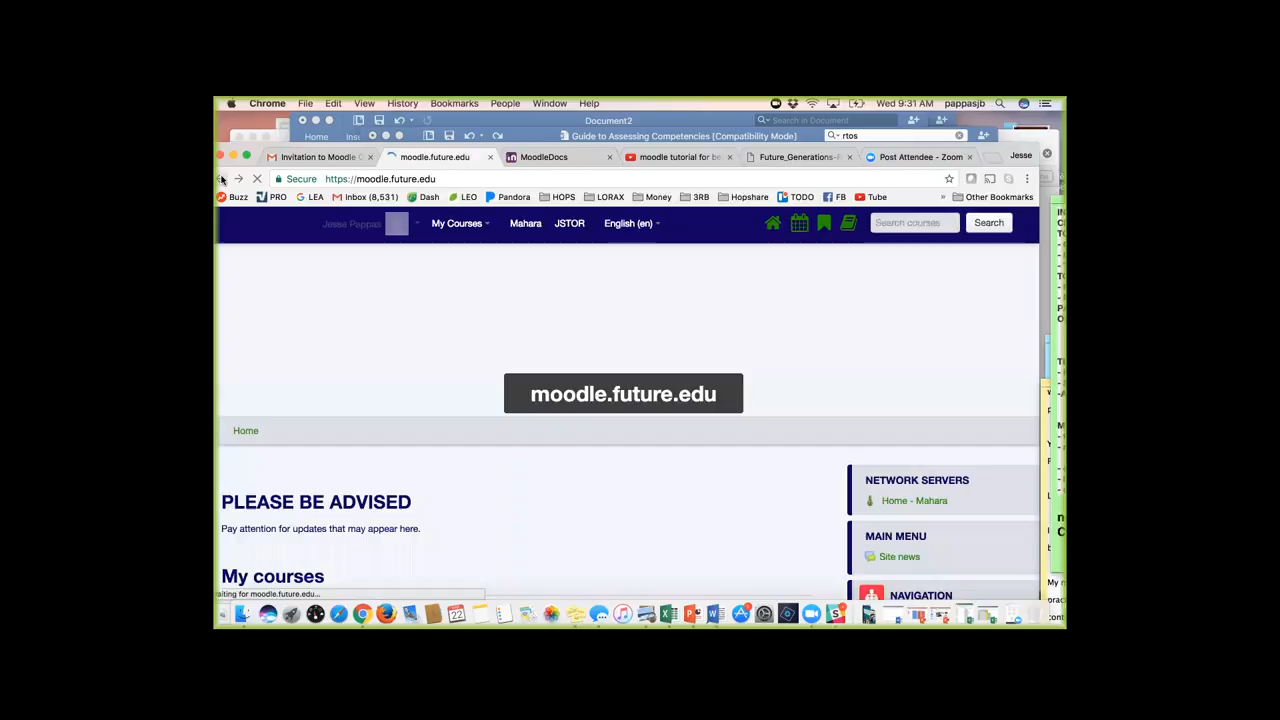 Chrome File Edit View History Bookmarks People Window Help Wed 9:31 AM pappasjb
Document2 Search in Document
Home Guide to Assessing Competencies [Compatibility Mode] rtos
Invitation to Moodle moodle.future.edu MoodleDocs moodle tutorial for be Future_Generations- Post Attendee - Zoom Jesse
Secure https://moodle.future.edu
Buzz PRO LEA Inbox (8,531) Dash LEO Pandora HOPS LORAX Money 3RB Hopshare TODO FB Tube » Other Bookmarks
Jesse Pappas My Courses Mahara JSTOR English (en) Search courses Search
moodle.future.edu
Home
PLEASE BE ADVISED
Pay attention for updates that may appear here.
My courses
NETWORK SERVERS
Home - Mahara
MAIN MENU
Site news
NAVIGATION
aiting for moodle.future.edu...
22